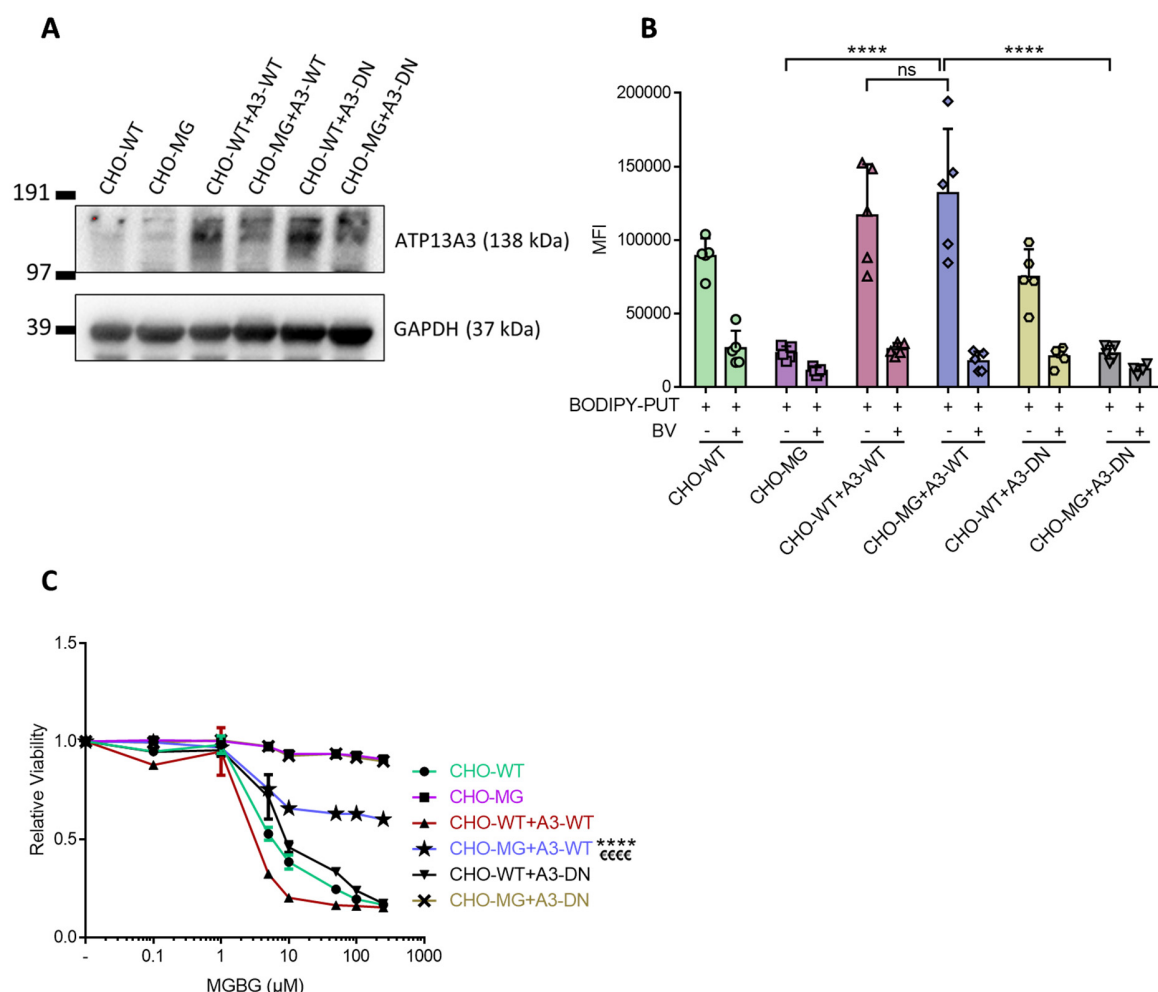 A
CHO-WT
CHO-MG
CHO-WT+A3-WT
CHO-MG+A3-WT
CHO-WT+A3-DN
CHO-MG+A3-DN
191
97
39
ATP13A3 (138 kDa)
GAPDH (37 kDa)
B
**** ****
ns
200000
150000
100000
50000
0
MFI
BODIPY-PUT + + + + + + + + + + + +
BV - + - + - + - + - + - +
CHO-WT
CHO-MG
CHO-WT+A3-WT
CHO-MG+A3-WT
CHO-WT+A3-DN
CHO-MG+A3-DN
C
1.5
1.0
0.5
0.0
Relative Viability
- 0.1 1 10 100 1000
MGBG (µM)
CHO-WT
CHO-MG
CHO-WT+A3-WT
CHO-MG+A3-WT ****
€€€€
CHO-WT+A3-DN
CHO-MG+A3-DN